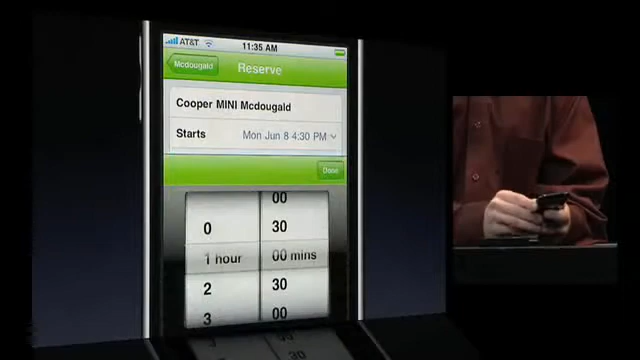 AT&T 11:35 AM
Mcdougald Reserve
Cooper MINI Mcdougald
Starts Mon Jun 8 4:30 PM
Done
00
0 30
1 hour 00 mins
2 30
3 00
30